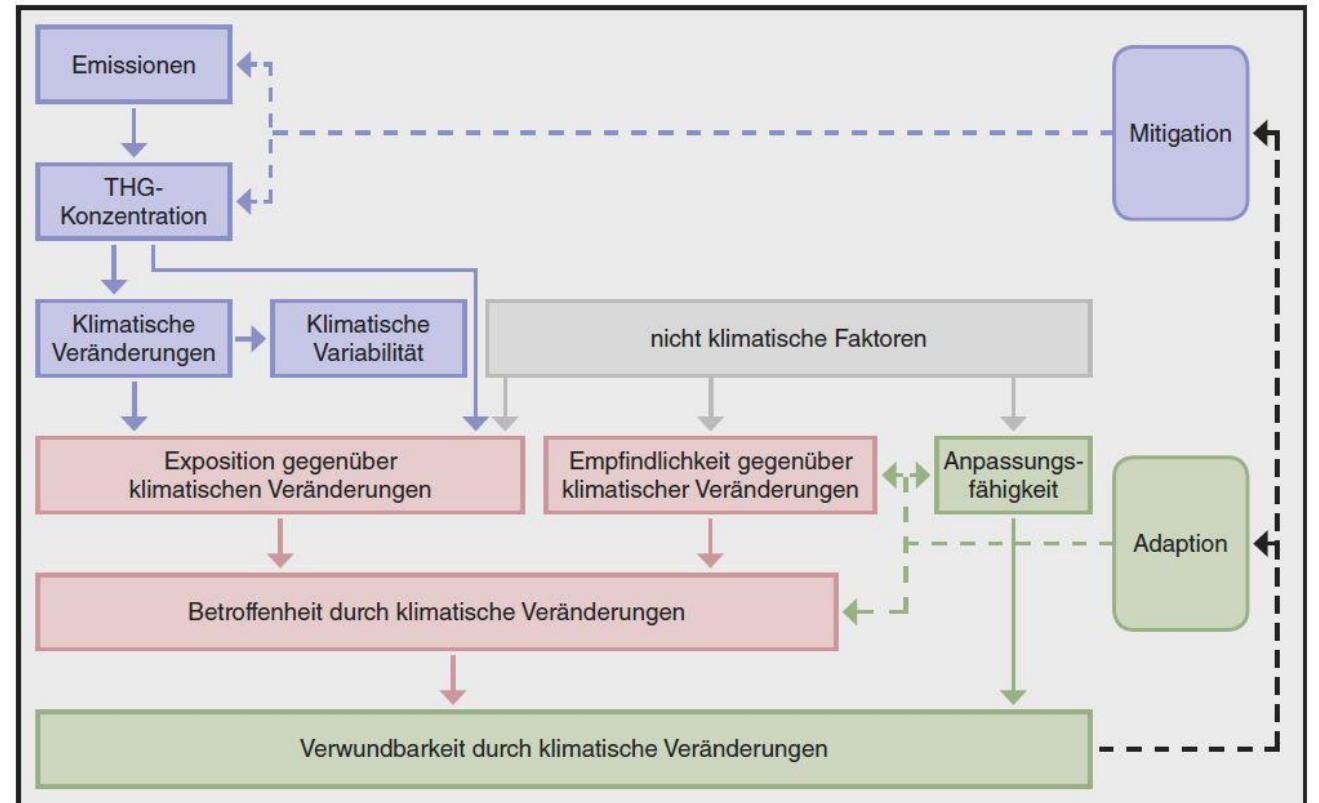 Emissionen
Mitigation
THG-
Konzentration
Klimatische
Veränderungen
Klimatische
Variabilität
nicht klimatische Faktoren
Exposition gegenüber
klimatischen Veränderungen
Empfindlichkeit gegenüber
klimatischer Veränderungen
Anpassungs-
fähigkeit
Adaption
Betroffenheit durch klimatische Veränderungen
Verwundbarkeit durch klimatische Veränderungen